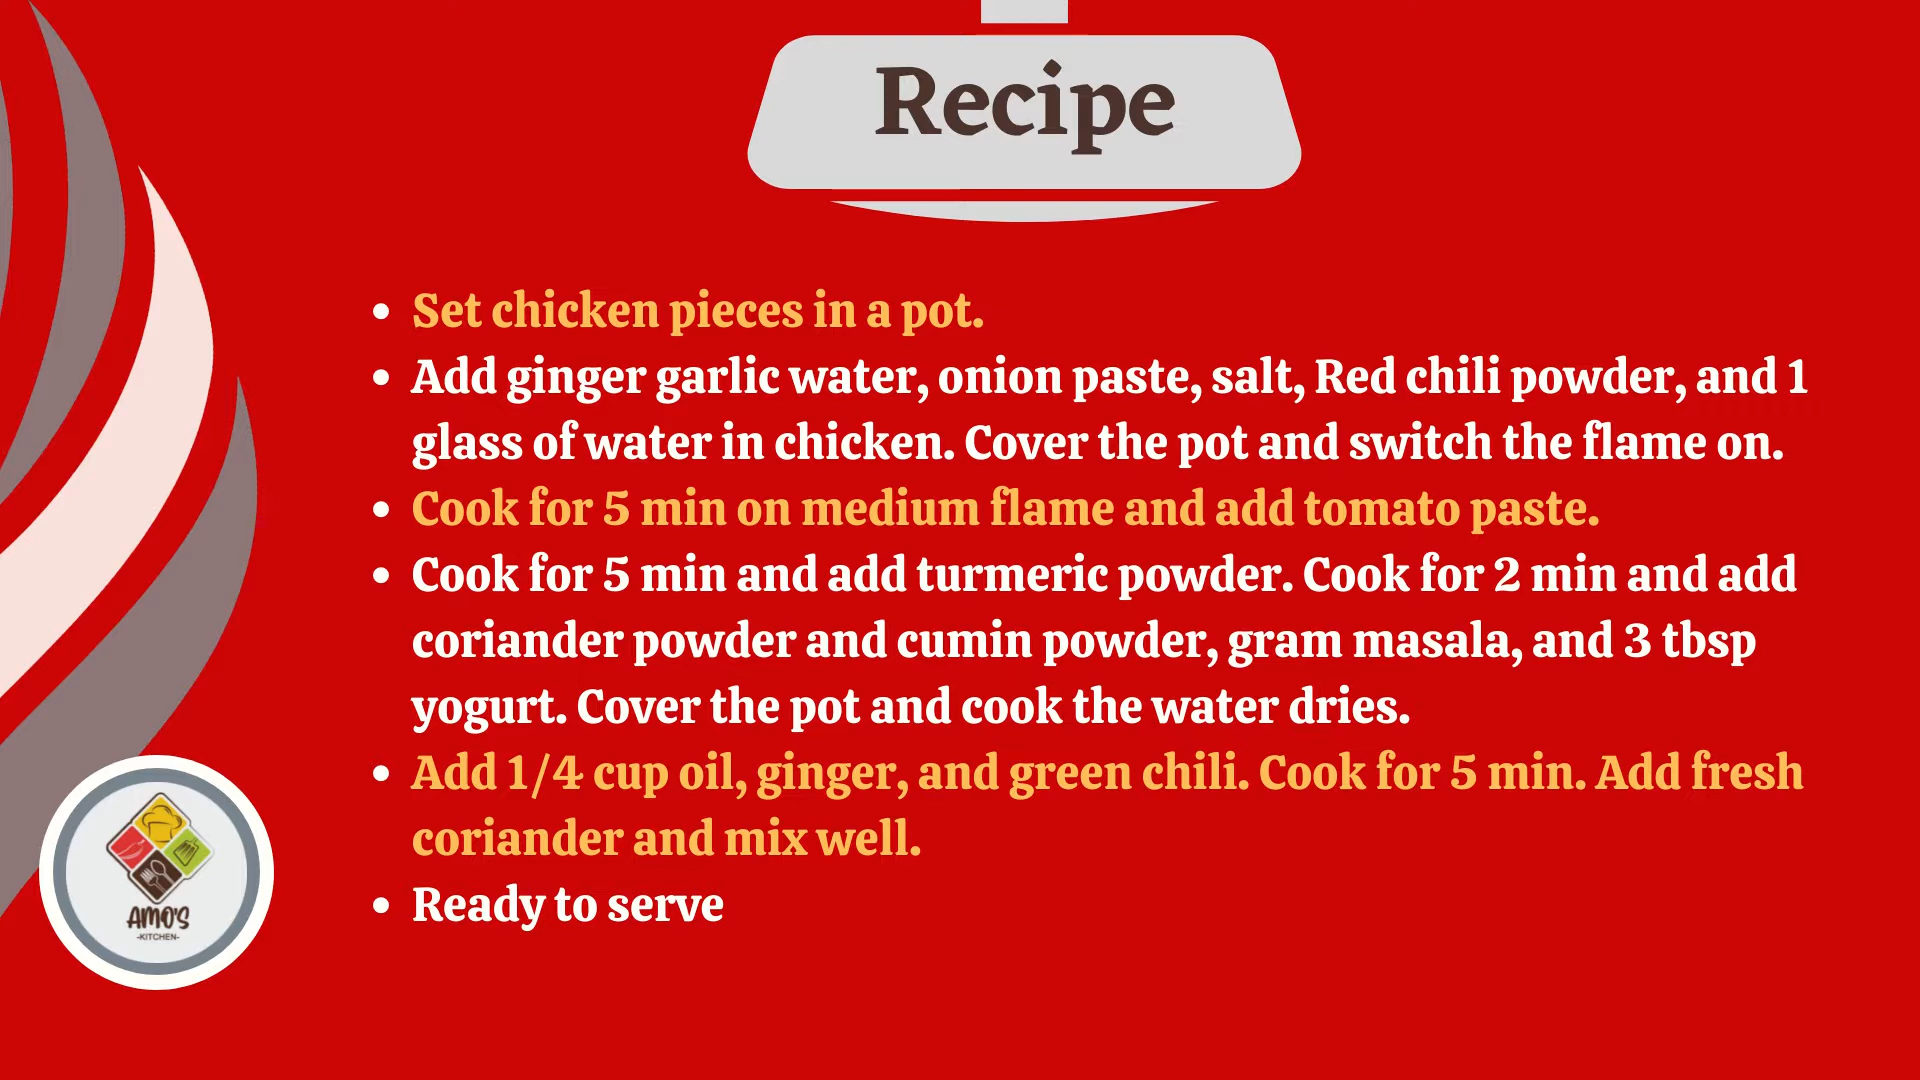 Recipe
• Set chicken pieces in a pot.
• Add ginger garlic water, onion paste, salt, Red chili powder, and 1
glass of water in chicken. Cover the pot and switch the flame on.
• Cook for 5 min on medium flame and add tomato paste.
• Cook for 5 min and add turmeric powder. Cook for 2 min and add
coriander powder and cumin powder, gram masala, and 3 tbsp
yogurt. Cover the pot and cook the water dries.
• Add 1/4 cup oil, ginger, and green chili. Cook for 5 min. Add fresh
coriander and mix well.
• Ready to serve
AMO'S
-KITCHEN-